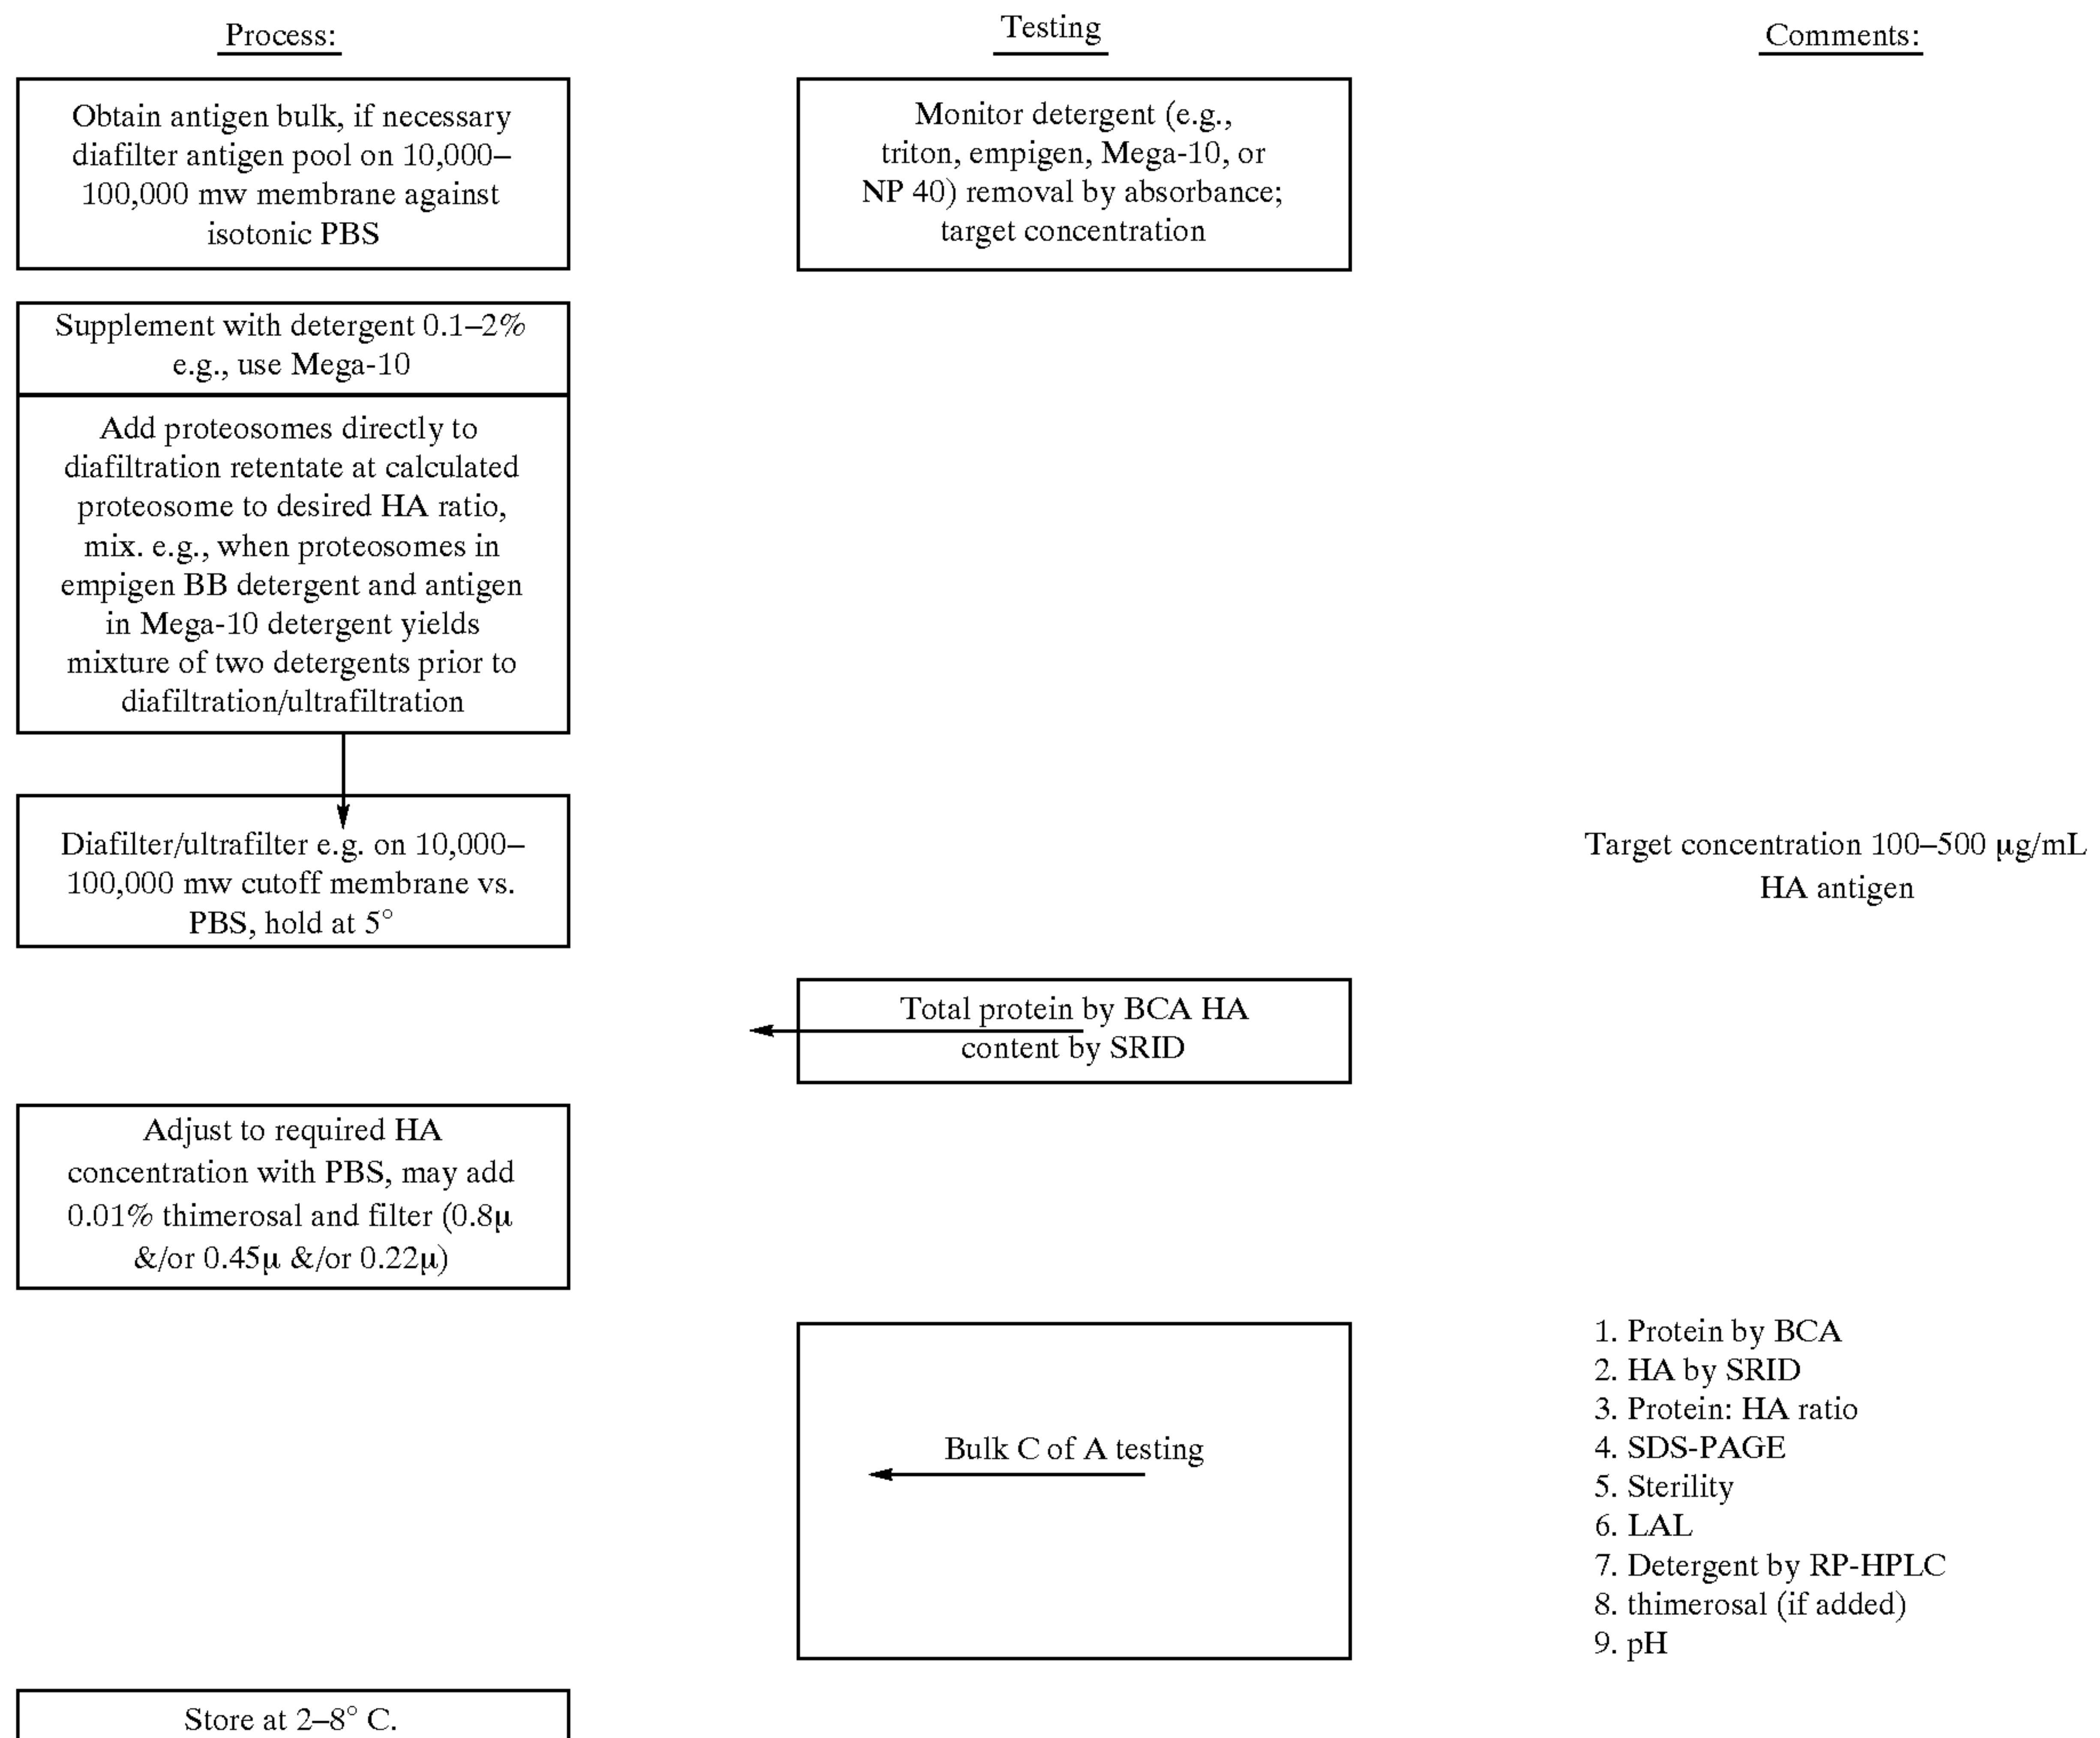 Process:
Testing
Comments:
Obtain antigen bulk, if necessary
diafilter antigen pool on 10,000–
100,000 mw membrane against
isotonic PBS
Monitor detergent (e.g.,
triton, empigen, Mega-10, or
NP 40) removal by absorbance;
target concentration
Supplement with detergent 0.1–2%
e.g., use Mega-10
Add proteosomes directly to
diafiltration retentate at calculated
proteosome to desired HA ratio,
mix. e.g., when proteosomes in
empigen BB detergent and antigen
in Mega-10 detergent yields
mixture of two detergents prior to
diafiltration/ultrafiltration
Diafilter/ultrafilter e.g. on 10,000–
100,000 mw cutoff membrane vs.
PBS, hold at 5°
Target concentration 100–500 µg/mL
HA antigen
Total protein by BCA HA
content by SRID
Adjust to required HA
concentration with PBS, may add
0.01% thimerosal and filter (0.8µ
&/or 0.45µ &/or 0.22µ)
Bulk C of A testing
1. Protein by BCA
2. HA by SRID
3. Protein: HA ratio
4. SDS-PAGE
5. Sterility
6. LAL
7. Detergent by RP-HPLC
8. thimerosal (if added)
9. pH
Store at 2–8° C.